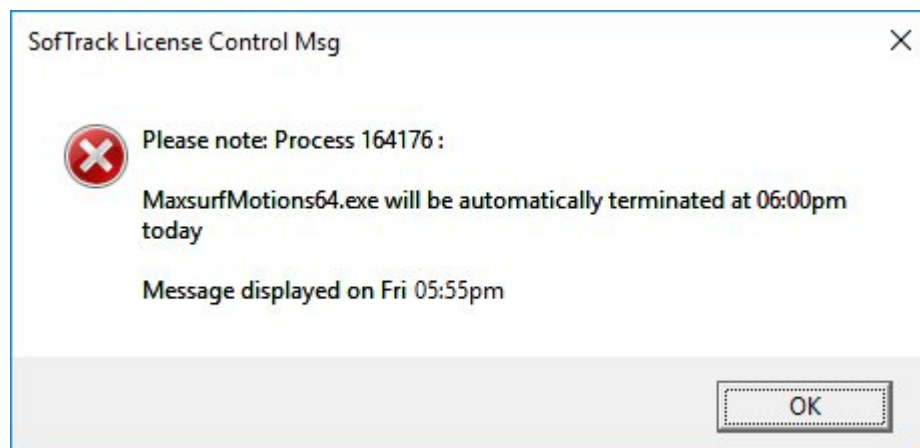 SofTrack License Control Msg
Please note: Process 164176 :
MaxsurfMotions64.exe will be automatically terminated at 06:00pm
today
Message displayed on Fri 05:55pm
OK